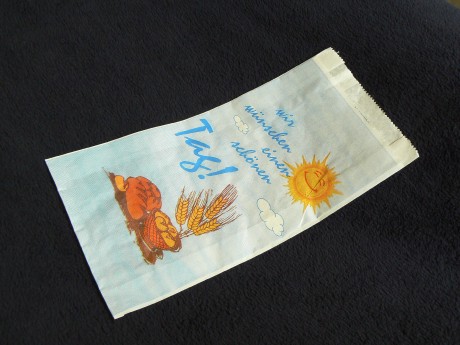 wir
wünschen
einen
schönen
Tag!